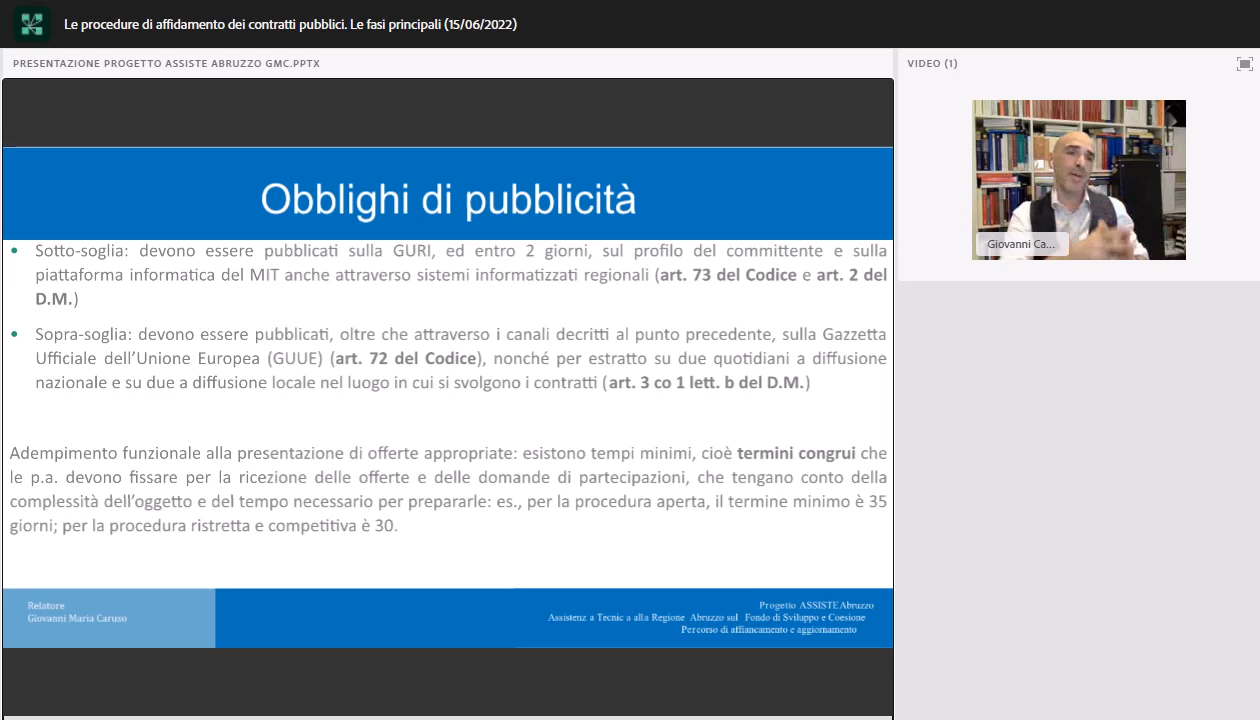 Le procedure di affidamento dei contratti pubblici. Le fasi principali (15/06/2022)
PRESENTAZIONE PROGETTO ASSISTE ABRUZZO GMC.PPTX
VIDEO (1)
Obblighi di pubblicità
• Sotto-soglia: devono essere pubblicati sulla GURI, ed entro 2 giorni, sul profilo del committente e sulla
piattaforma informatica del MIT anche attraverso sistemi informatizzati regionali (art. 73 del Codice e art. 2 del
D.M.)
• Sopra-soglia: devono essere pubblicati, oltre che attraverso i canali decritti al punto precedente, sulla Gazzetta
Ufficiale dell’Unione Europea (GUUE) (art. 72 del Codice), nonché per estratto su due quotidiani a diffusione
nazionale e su due a diffusione locale nel luogo in cui si svolgono i contratti (art. 3 co 1 lett. b del D.M.)
Adempimento funzionale alla presentazione di offerte appropriate: esistono tempi minimi, cioè termini congrui che
le p.a. devono fissare per la ricezione delle offerte e delle domande di partecipazioni, che tengano conto della
complessità dell’oggetto e del tempo necessario per prepararle: es., per la procedura aperta, il termine minimo è 35
giorni; per la procedura ristretta e competitiva è 30.
Relatore
Giovanni Maria Caruso
Progetto ASSISTE Abruzzo
Assistenz a Tecnic a alla Regione Abruzzo sul Fondo di Sviluppo e Coesione
Percorso di affiancamento e aggiornamento
Giovanni Ca...